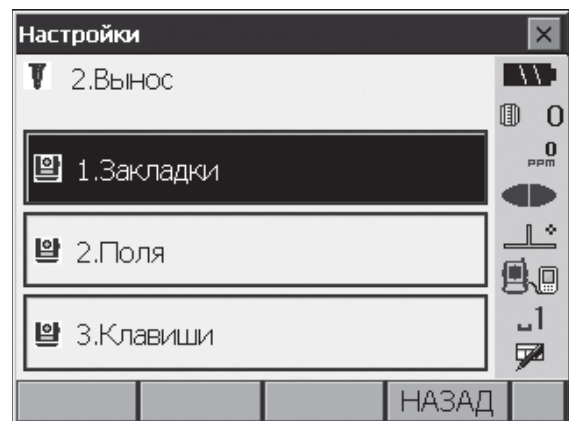 Настройки
2.Вынос
0
0
PPM
1.Закладки
2.Поля
3.Клавиши
1
НАЗАД